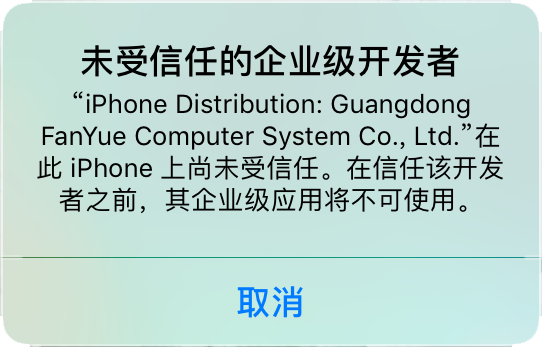 未受信任的企业级开发者
“iPhone Distribution: Guangdong
FanYue Computer System Co., Ltd.”在
此 iPhone 上尚未受信任。在信任该开发
者之前，其企业级应用将不可使用。
取消